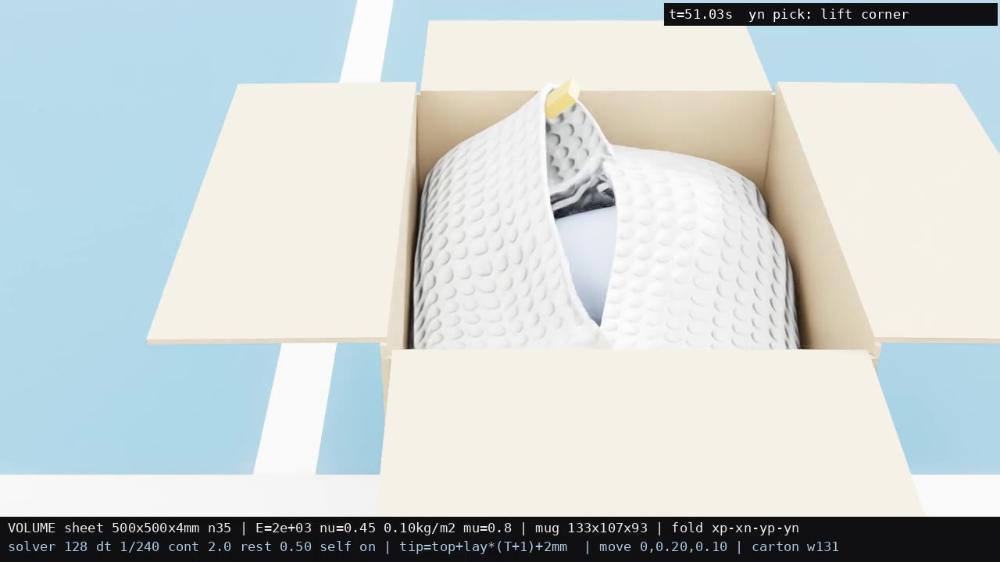 t=51.03s  yn pick: lift corner
VOLUME sheet 500x500x4mm n35 | E=2e+03 nu=0.45 0.10kg/m2 mu=0.8 | mug 133x107x93 | fold xp-xn-yp-yn
solver 128 dt 1/240 cont 2.0 rest 0.50 self on | tip=top+lay*(T+1)+2mm  | move 0,0.20,0.10 | carton w131